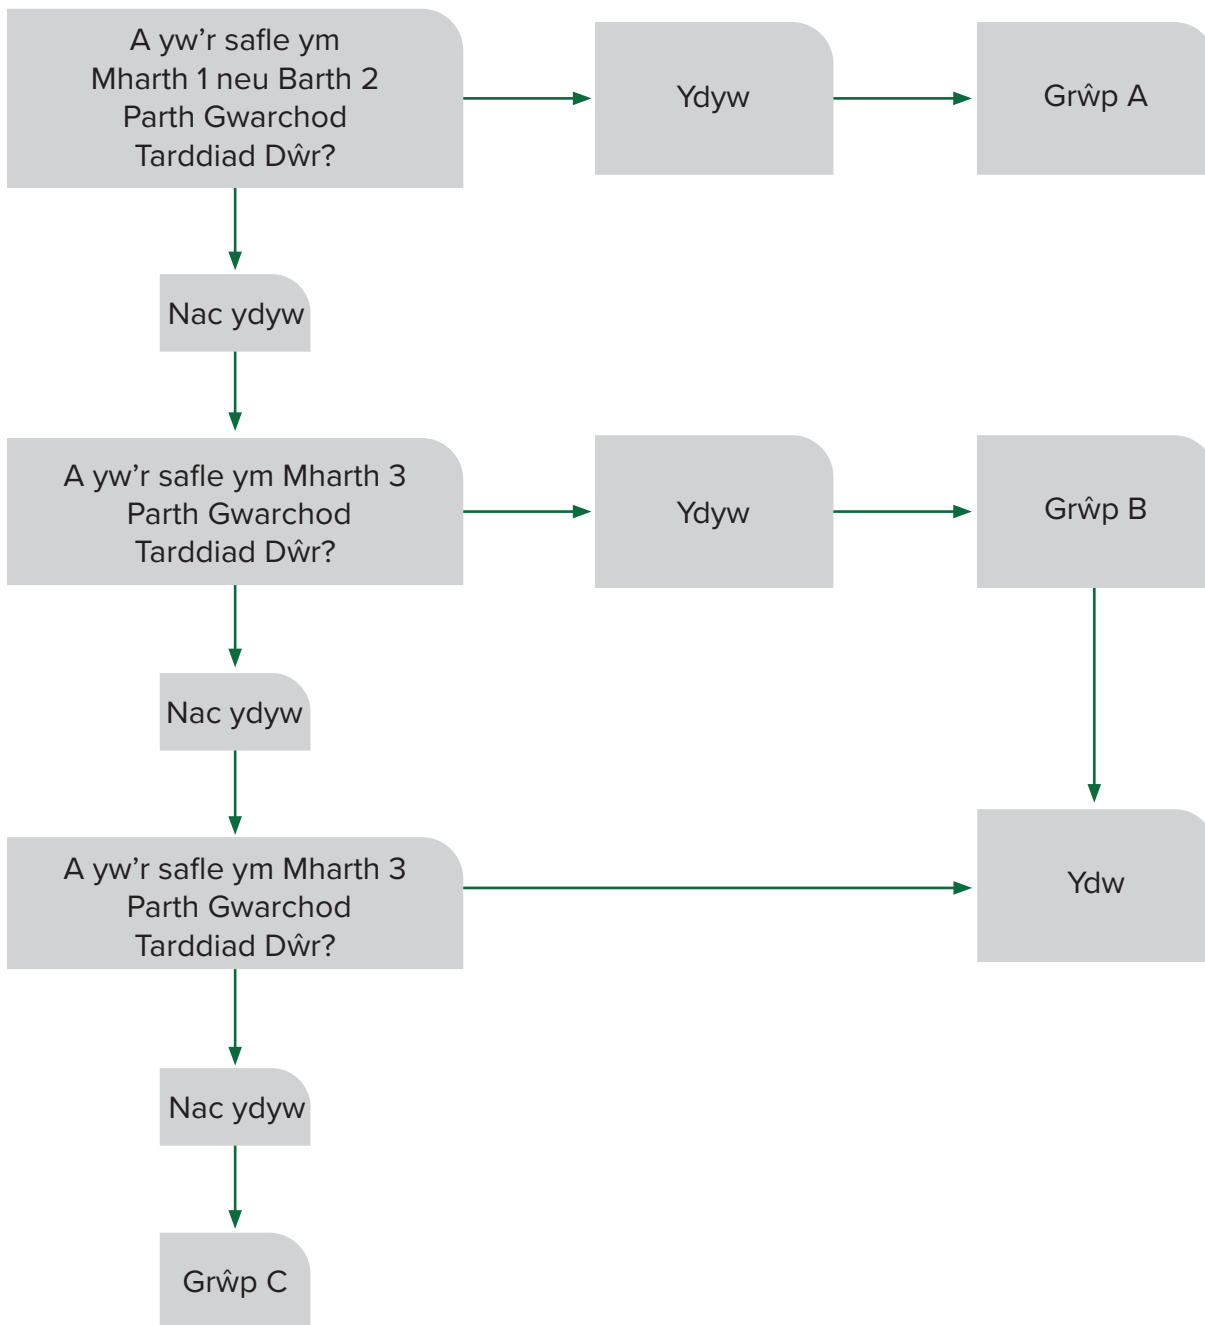 A yw'r safle ym
Mharth 1 neu Barth 2
Parth Gwarchod
Tarddiad Dŵr?
Ydyw
Grŵp A
Nac ydyw
A yw'r safle ym Mharth 3
Parth Gwarchod
Tarddiad Dŵr?
Ydyw
Grŵp B
Nac ydyw
A yw'r safle ym Mharth 3
Parth Gwarchod
Tarddiad Dŵr?
Ydw
Nac ydyw
Grŵp C